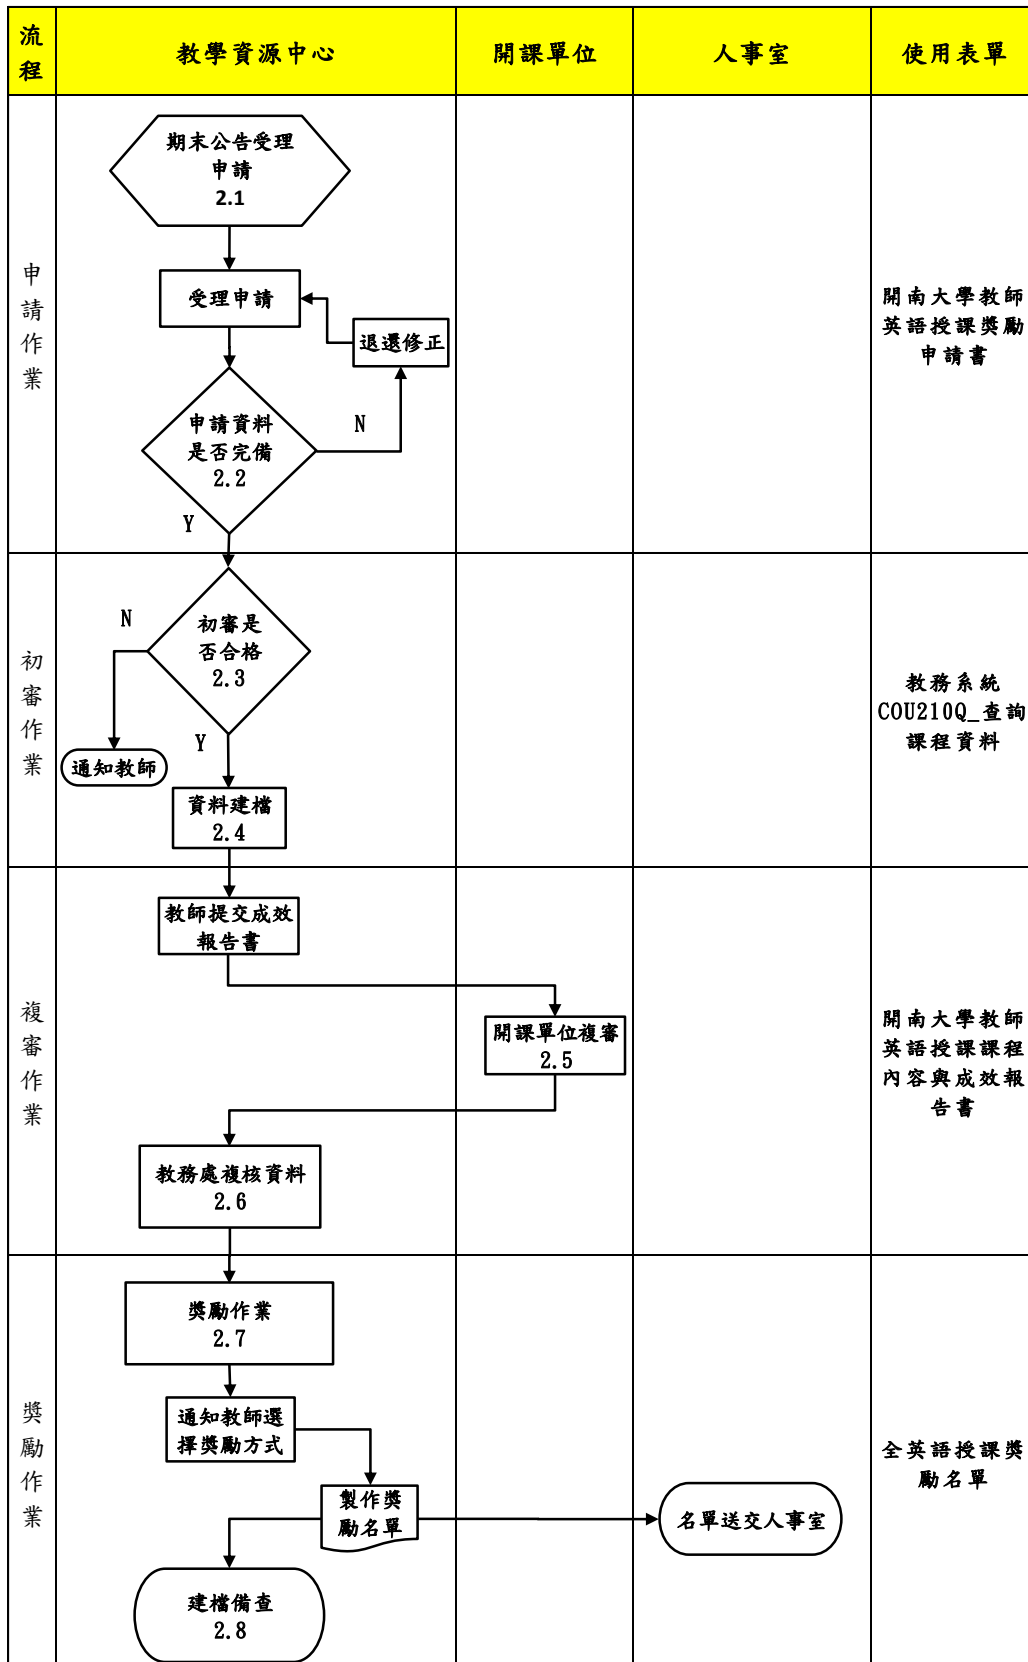 流
程
教學資源中心
開課單位
人事室
使用表單
申
請
作
業
期末公告受理
申請
2.1
受理申請
退還修正
申請資料
是否完備
2.2
N
Y
開南大學教師
英語授課獎勵
申請書
初
審
作
業
初審是
否合格
2.3
N
Y
通知教師
資料建檔
2.4
教務系統
COU210Q_查詢
課程資料
複
審
作
業
教師提交成效
報告書
開課單位複審
2.5
教務處複核資料
2.6
開南大學教師
英語授課課程
內容與成效報
告書
獎
勵
作
業
獎勵作業
2.7
通知教師選
擇獎勵方式
製作獎
勵名單
名單送交人事室
建檔備查
2.8
全英語授課獎
勵名單